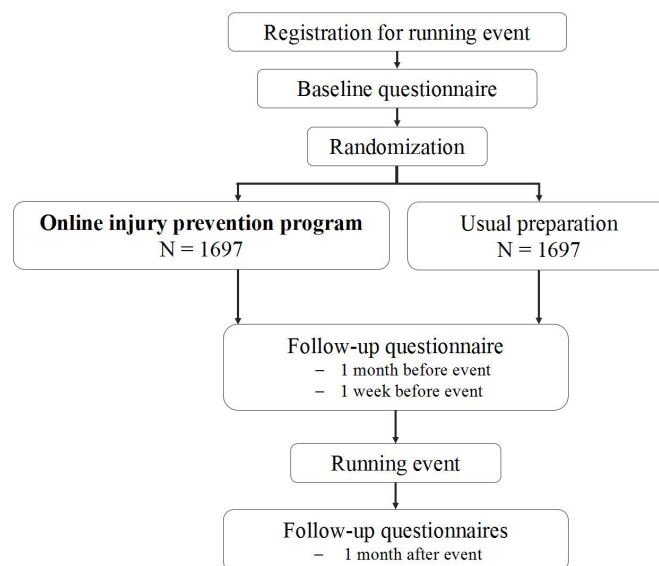 Registration for running event
Baseline questionnaire
Randomization
Online injury prevention program
N = 1697
Usual preparation
N = 1697
Follow-up questionnaire
– 1 month before event
– 1 week before event
Running event
Follow-up questionnaires
– 1 month after event